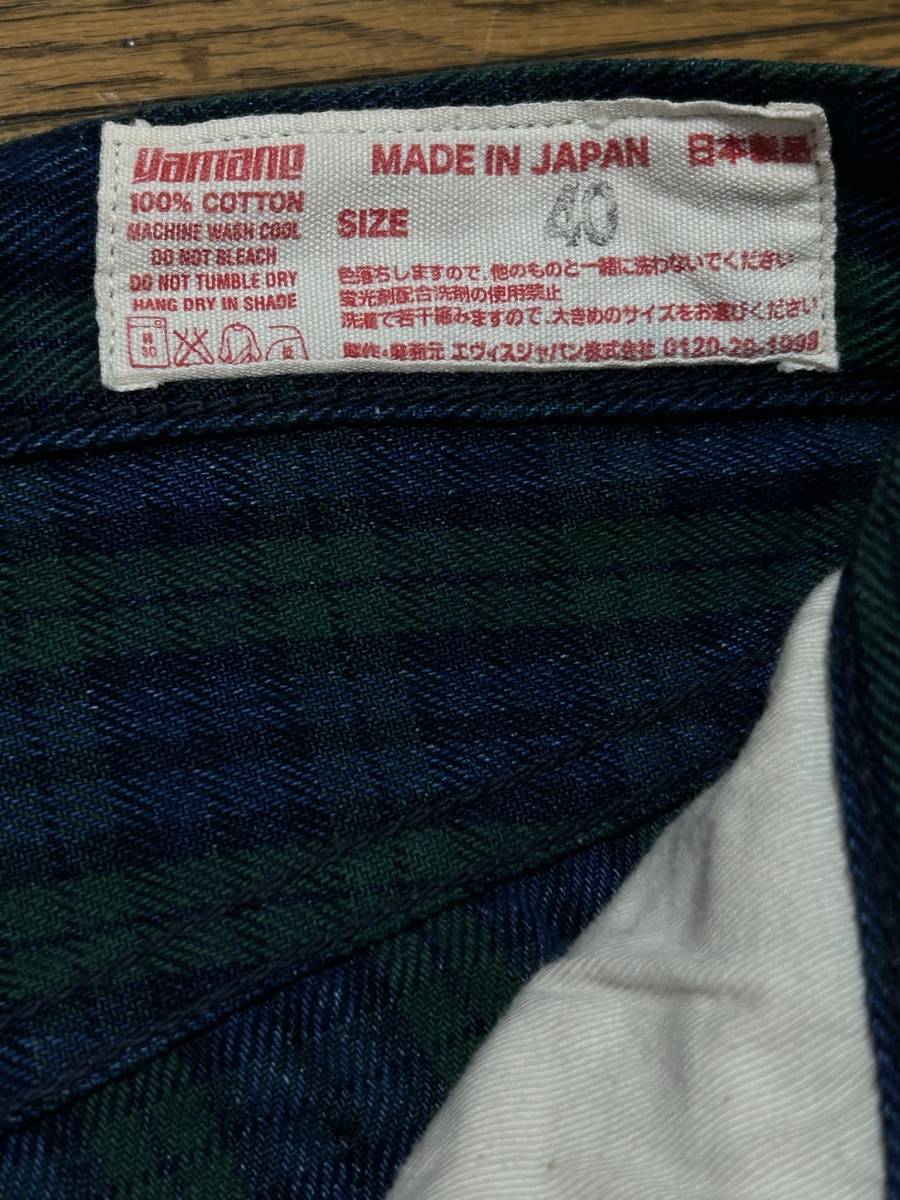 Yamane
MADE IN JAPAN 日本製品
100% COTTON
SIZE 40
MACHINE WASH COOL
DO NOT BLEACH
DO NOT TUMBLE DRY
HANG DRY IN SHADE
色落ちしますので、他のものと一緒に洗わないでください
蛍光剤配合洗剤の使用禁止
洗濯で若干縮みますので、大きめのサイズをお選びください
製作・発売元 エヴィスジャパン株式会社 0120-28-1998
30
低